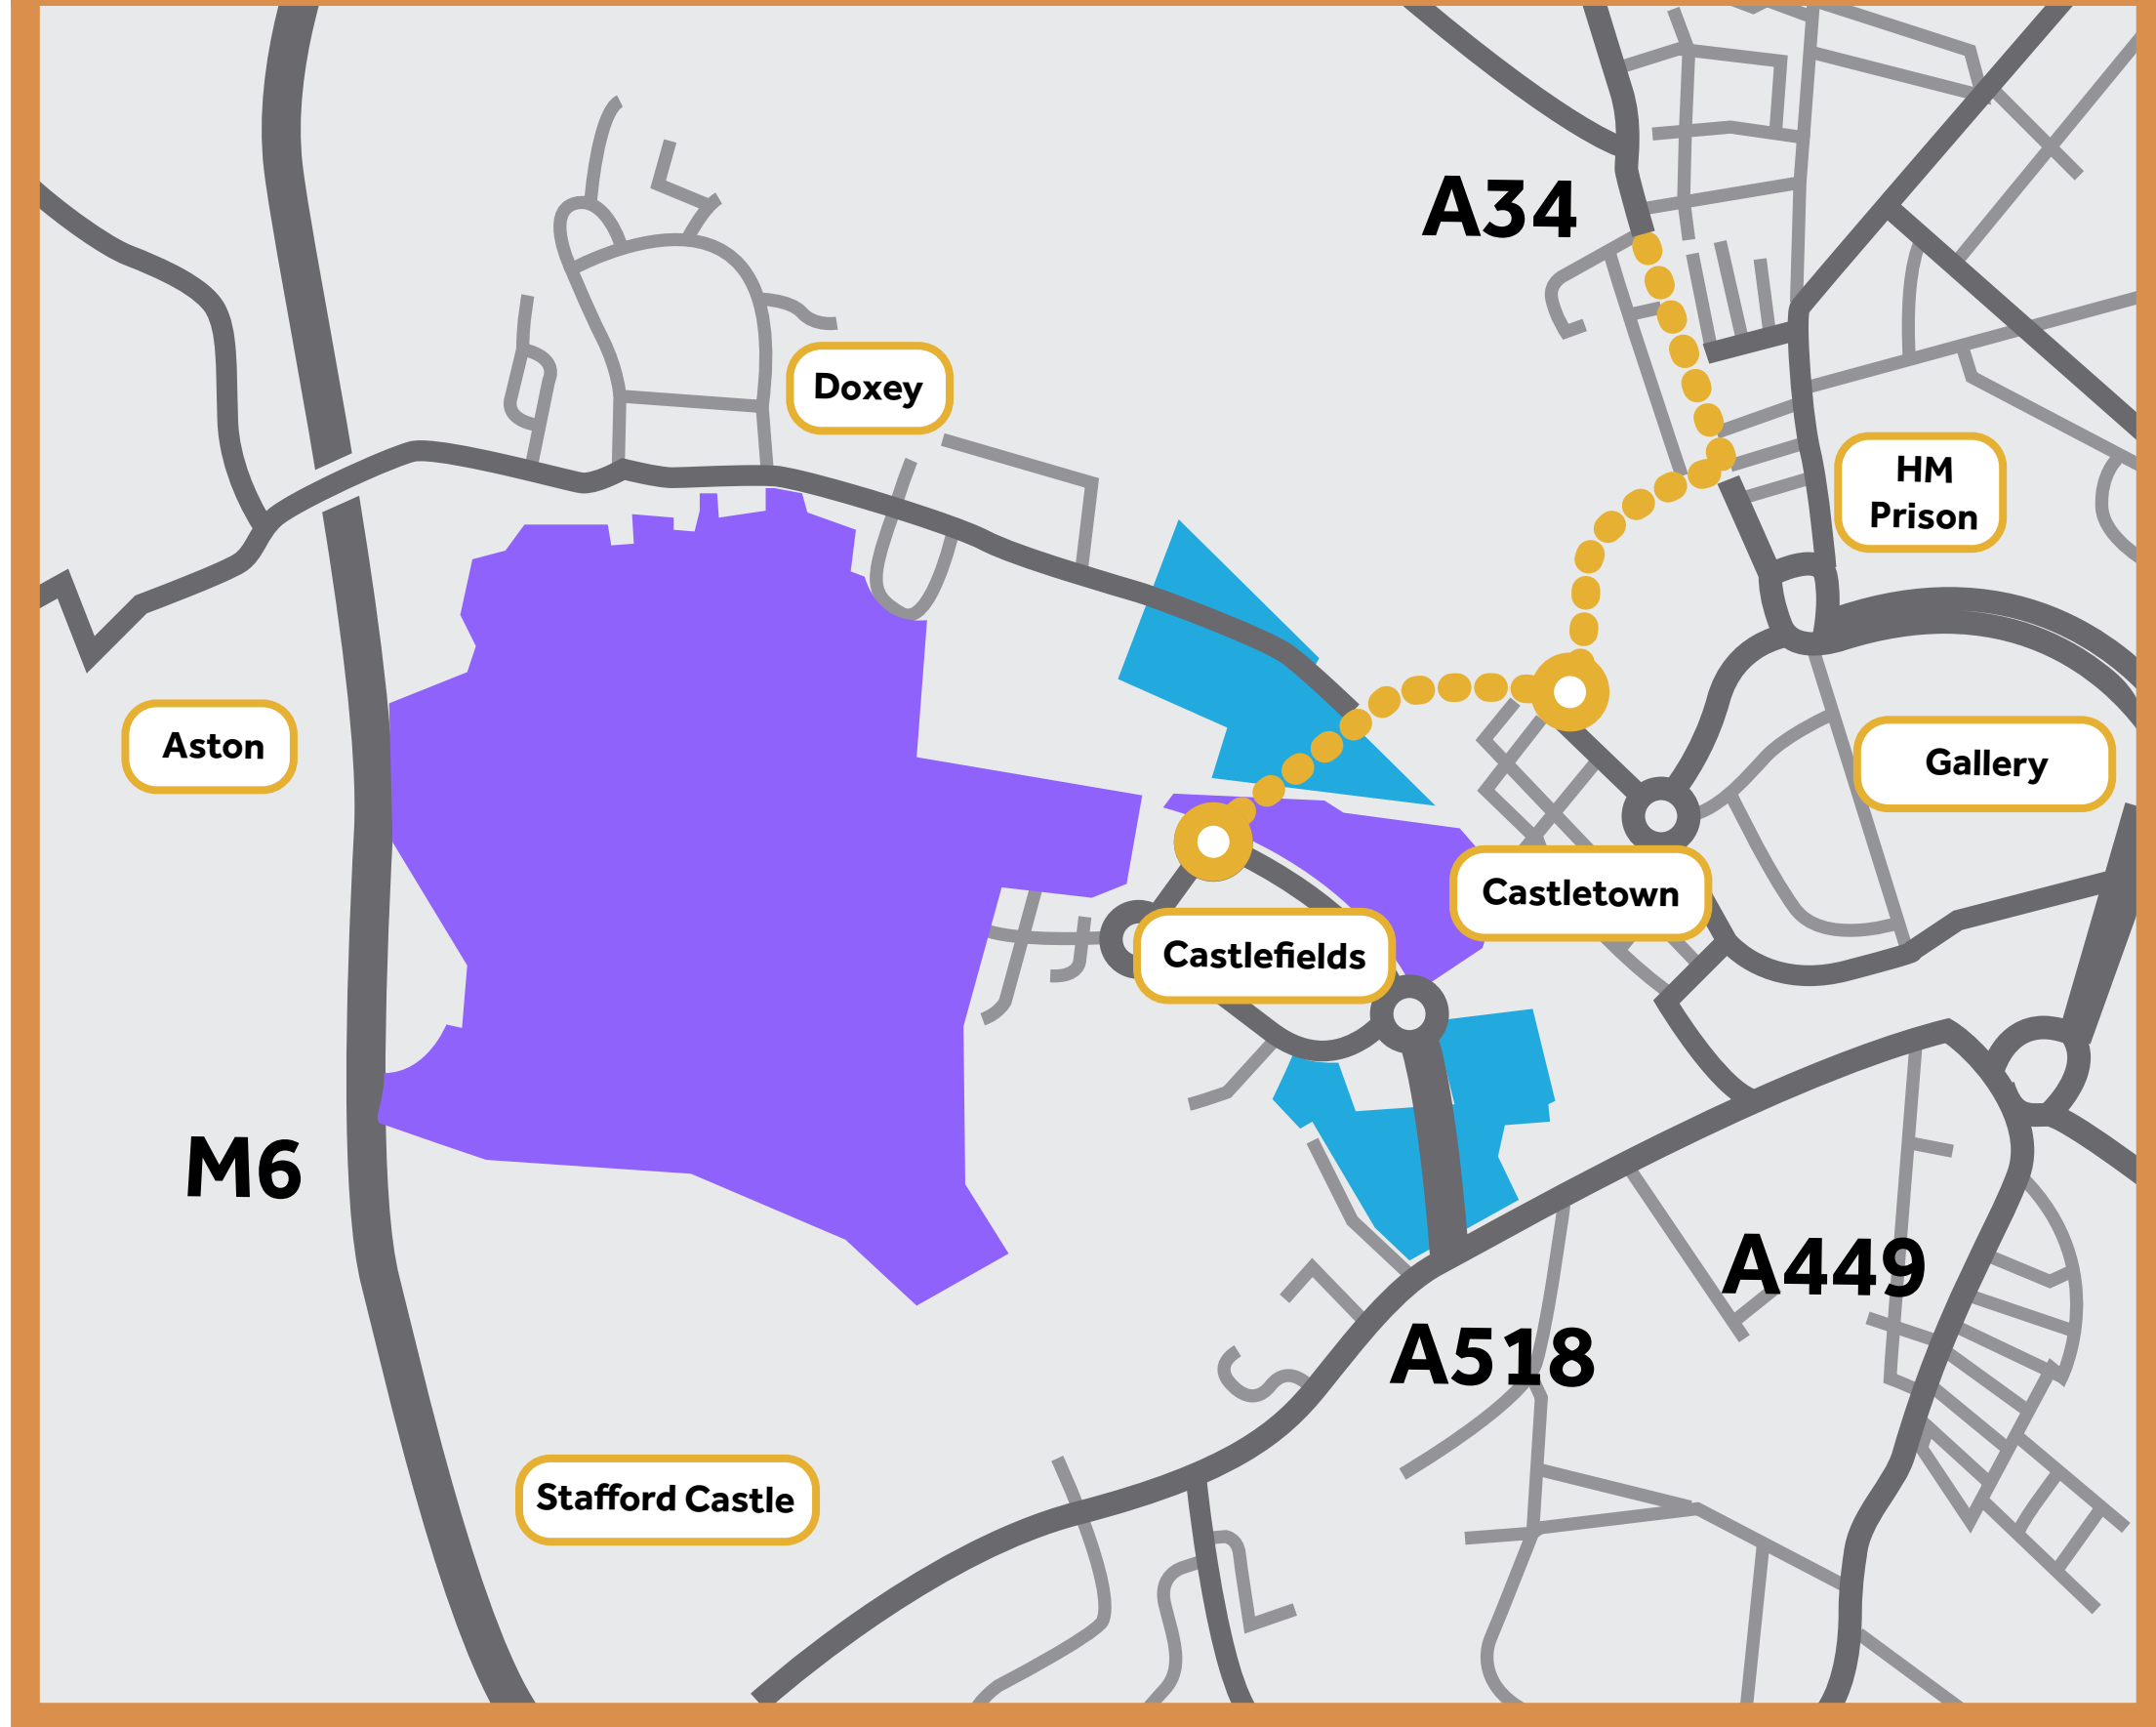 A34
Doxey
HM
Prison
Aston
Gallery
Castletown
Castlefields
M6
A449
A518
Stafford Castle